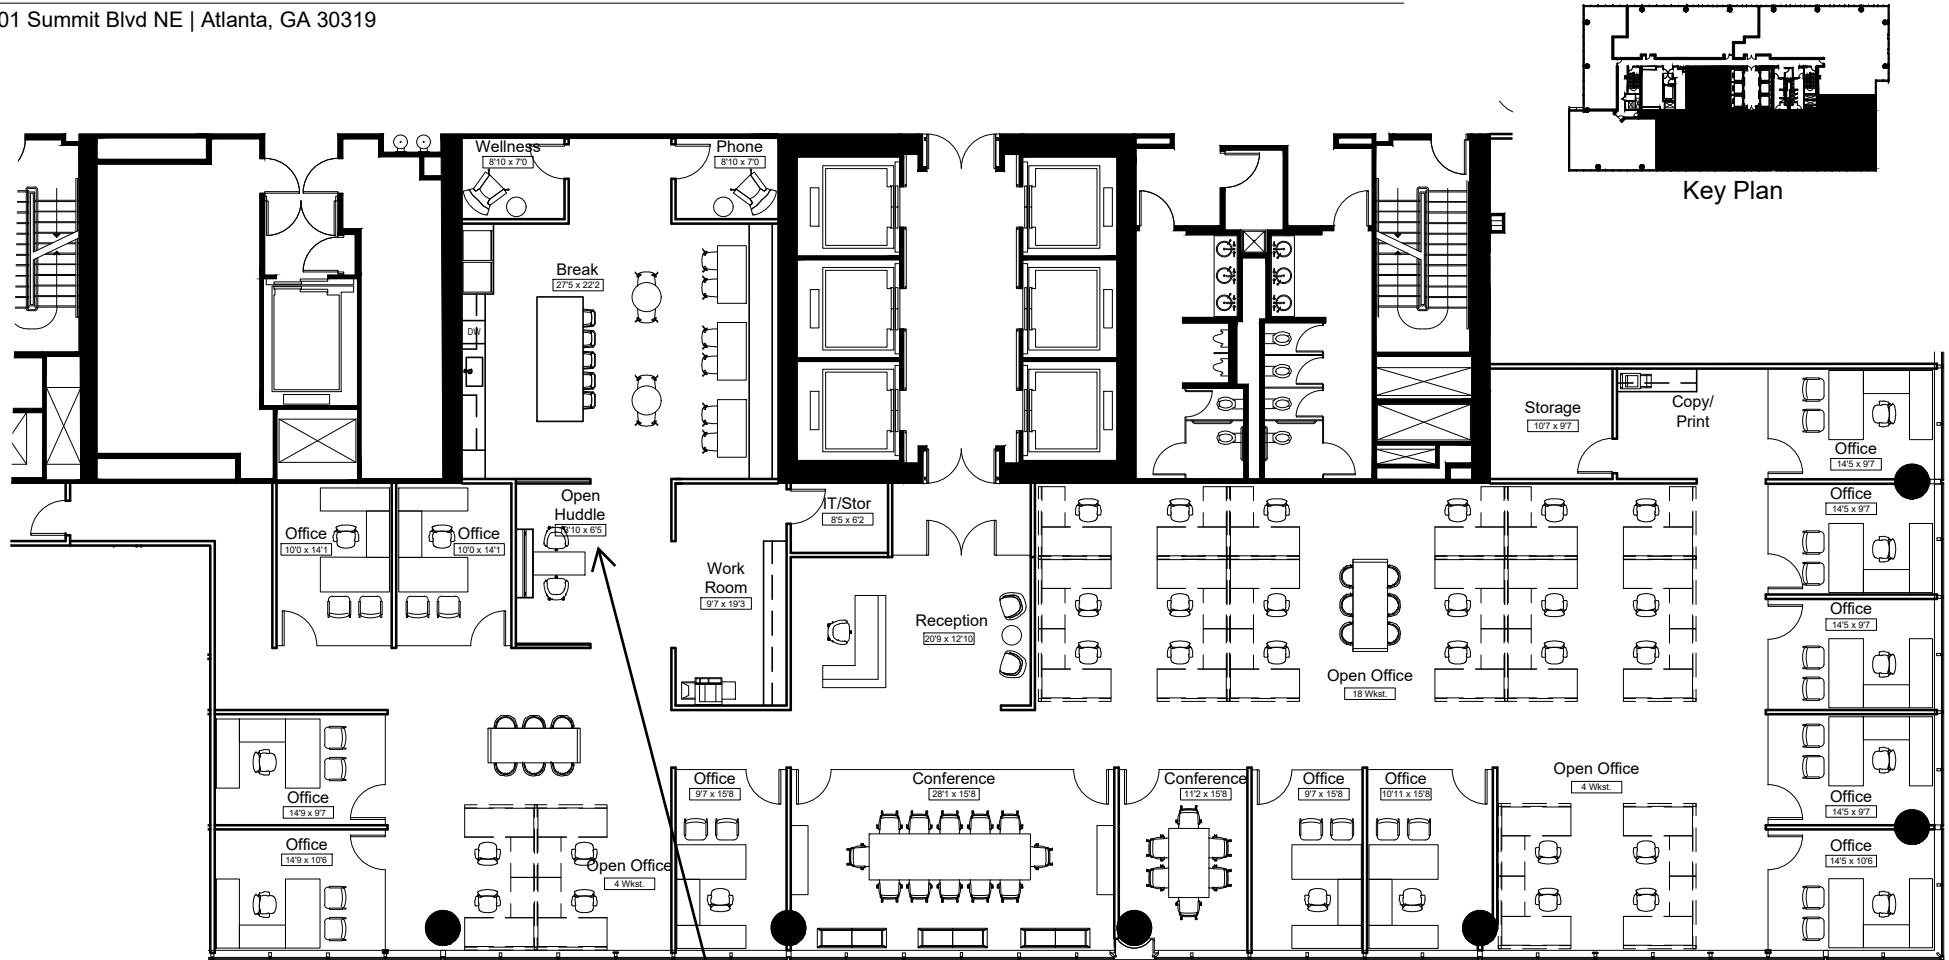 01 Summit Blvd NE | Atlanta, GA 30319
Key Plan
Wellness
8'10 x 7'0
Phone
8'10 x 7'0
Break
27'5 x 22'2
DW
Storage
10'7 x 9'7
Copy/
Print
Office
14'5 x 9'7
Office
14'5 x 9'7
Office
14'5 x 9'7
Office
14'5 x 9'7
Office
14'5 x 10'6
Office
10'0 x 14'1
Office
10'0 x 14'1
Open
Huddle
10 x 6'5
IT/Stor
8'5 x 6'2
Work
Room
9'7 x 19'3
Reception
20'9 x 12'10
Open Office
18 Wkst.
Open Office
4 Wkst.
Office
14'9 x 9'7
Office
14'9 x 10'6
Open Office
4 Wkst.
Office
9'7 x 15'8
Conference
28'1 x 15'8
Conference
11'2 x 15'8
Office
9'7 x 15'8
Office
10'11 x 15'8